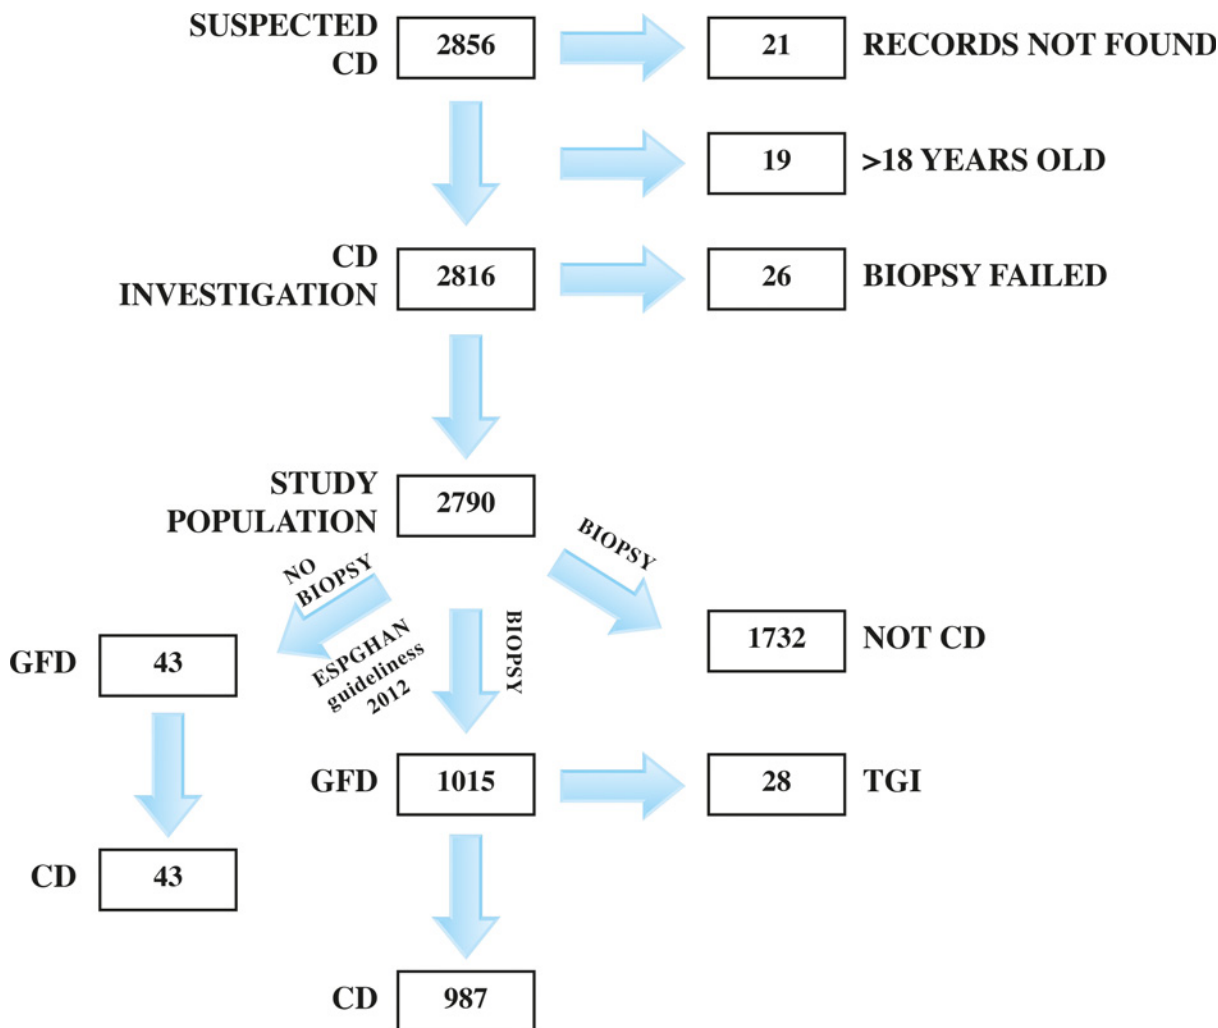 SUSPECTED
CD
2856
21
RECORDS NOT FOUND
19
>18 YEARS OLD
CD
INVESTIGATION
2816
26
BIOPSY FAILED
STUDY
POPULATION
2790
NO
BIOPSY
ESPGHAN
guideliness
2012
BIOPSY
BIOPSY
1732
NOT CD
GFD
43
GFD
1015
28
TGI
CD
43
CD
987